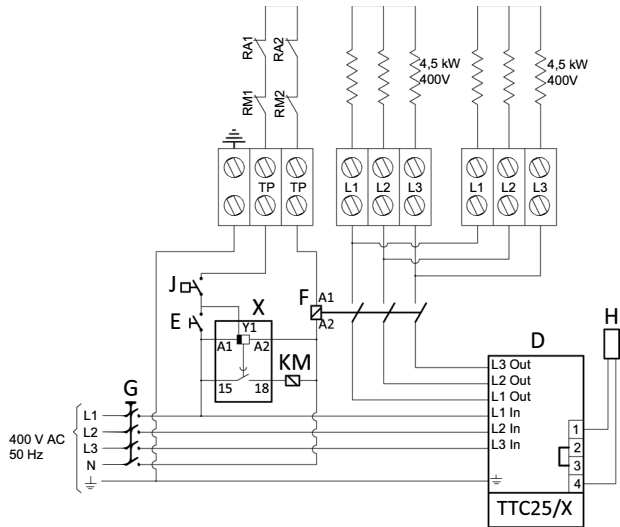 RA1 RA2
RM1 RM2
4,5 kW
400V
4,5 kW
400V
TP TP
L1 L2 L3
L1 L2 L3
J
E
X
Y1
A1 A2
15 18
KM
F
A1
A2
D
H
L3 Out
L2 Out
L1 Out
L1 In
L2 In
L3 In
1
2
3
4
TTC25/X
G
400 V AC
50 Hz
L1
L2
L3
N